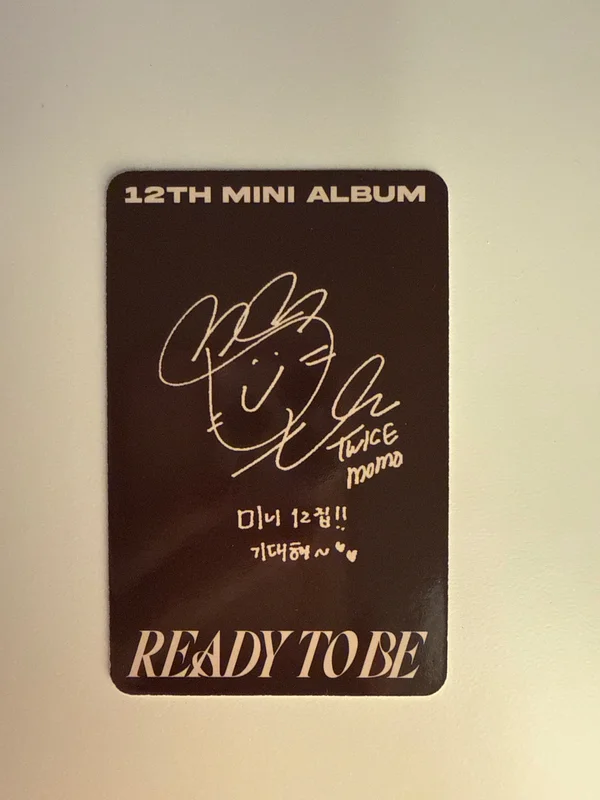 12TH MINI ALBUM
TWICE
MOMO
미니 12집!!
기대해~
READY TO BE